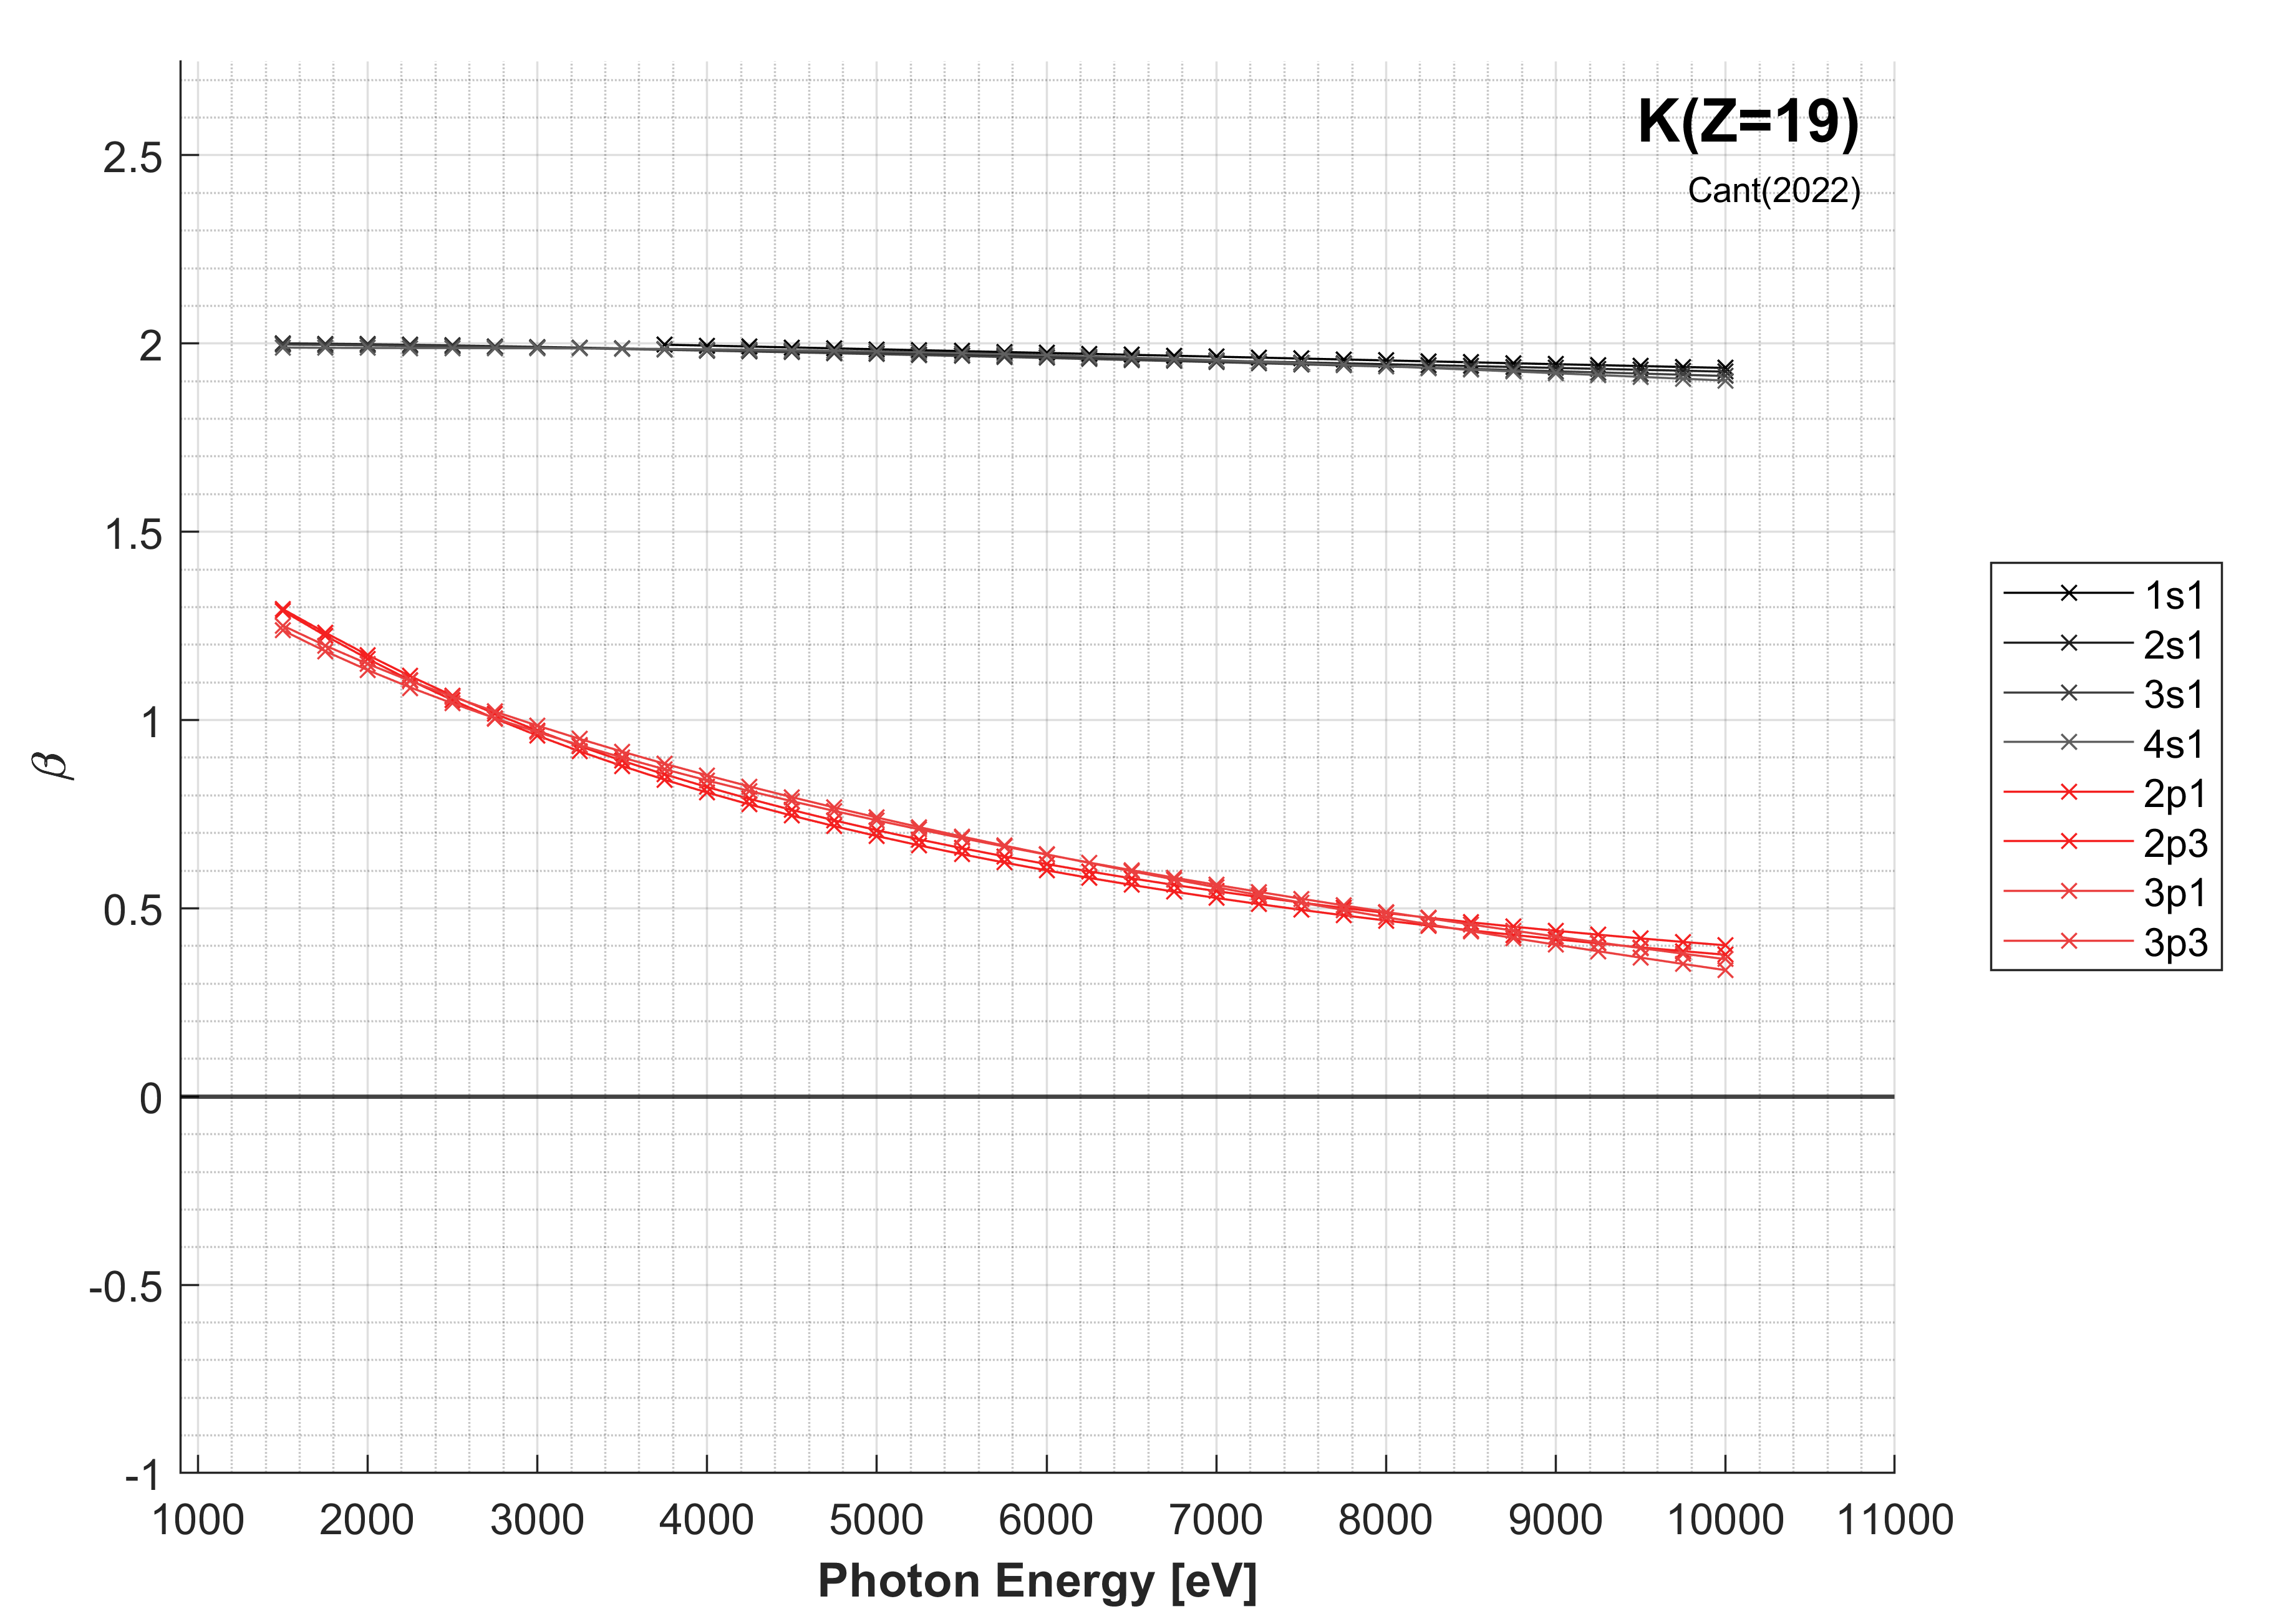 K(Z=19)
Cant(2022)
2.5
2
1.5
1
0.5
0
-0.5
-1
β
1000 2000 3000 4000 5000 6000 7000 8000 9000 10000 11000
Photon Energy [eV]
1s1
2s1
3s1
4s1
2p1
2p3
3p1
3p3